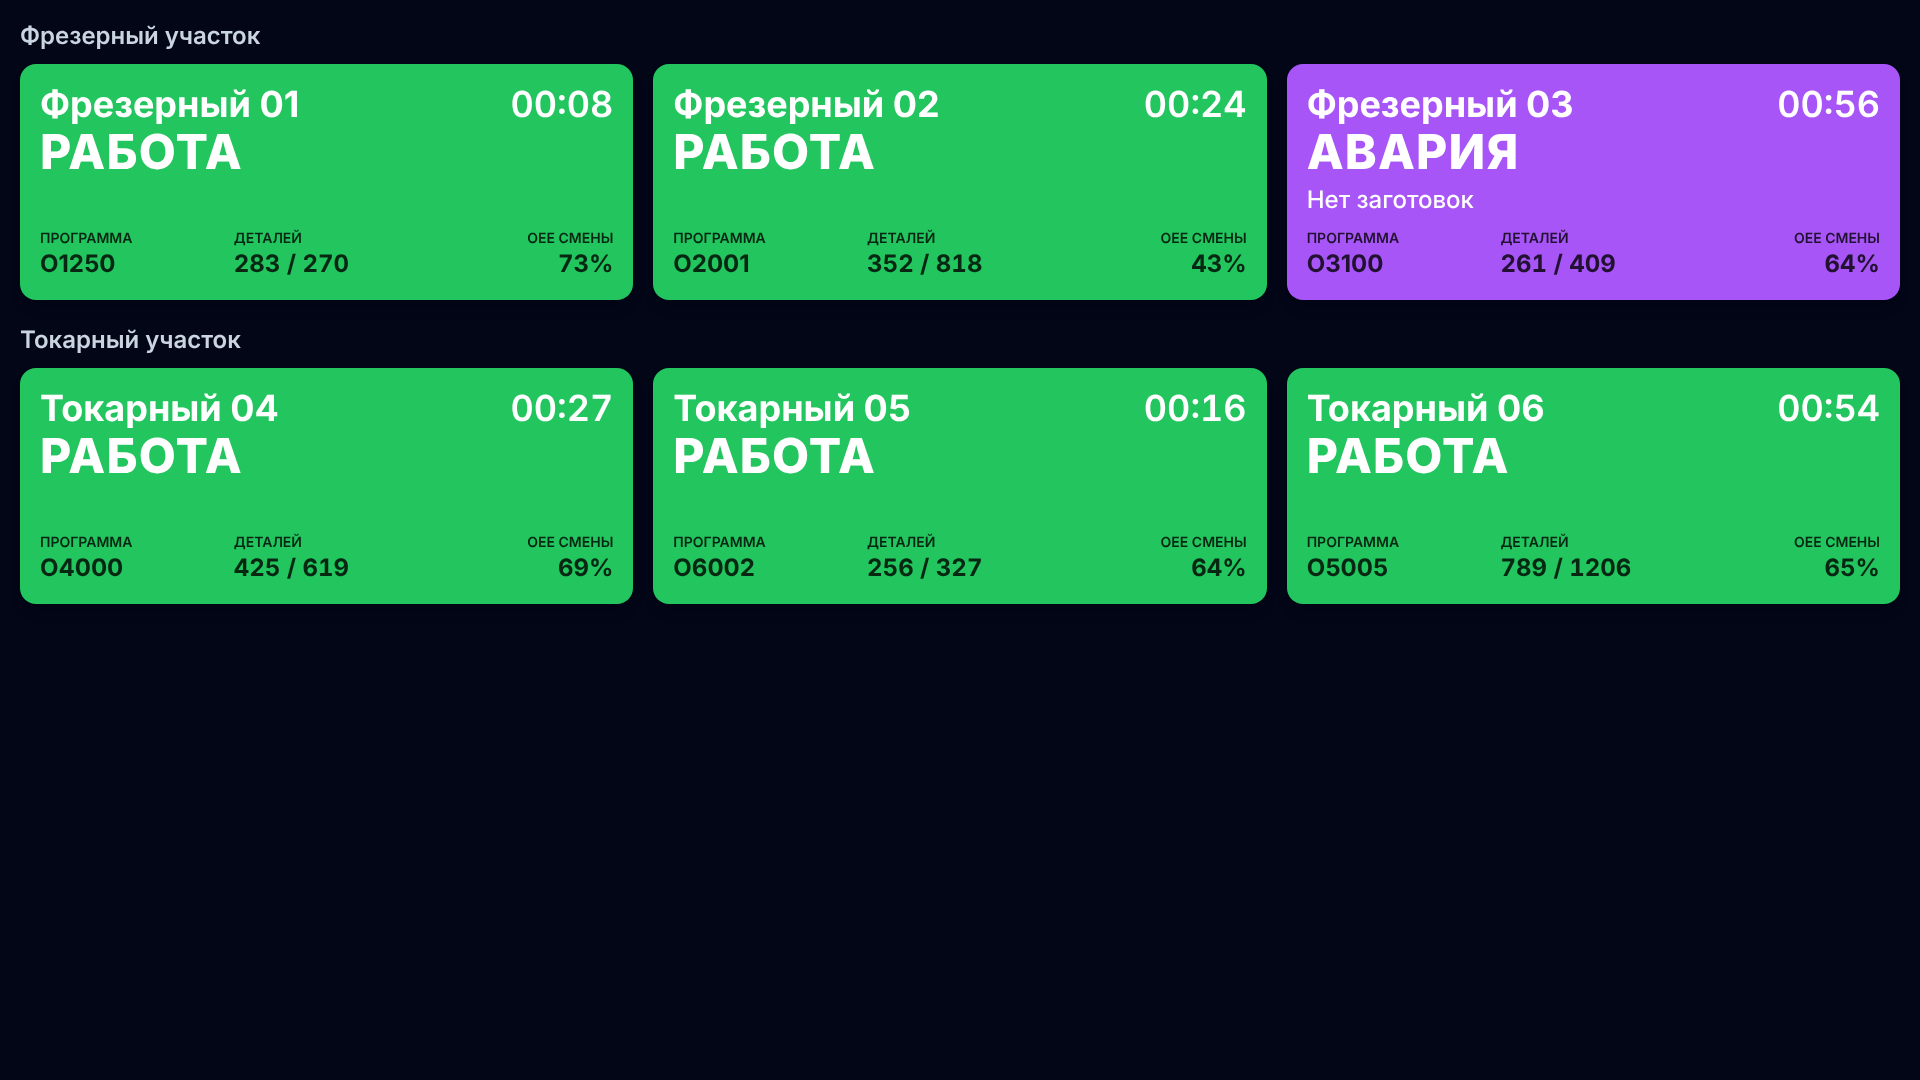 Фрезерный участок
Фрезерный 01 00:08
РАБОТА
ПРОГРАММА ДЕТАЛЕЙ OEE СМЕНЫ
O1250 283 / 270 73%
Фрезерный 02 00:24
РАБОТА
ПРОГРАММА ДЕТАЛЕЙ OEE СМЕНЫ
O2001 352 / 818 43%
Фрезерный 03 00:56
АВАРИЯ
Нет заготовок
ПРОГРАММА ДЕТАЛЕЙ OEE СМЕНЫ
O3100 261 / 409 64%
Токарный участок
Токарный 04 00:27
РАБОТА
ПРОГРАММА ДЕТАЛЕЙ OEE СМЕНЫ
O4000 425 / 619 69%
Токарный 05 00:16
РАБОТА
ПРОГРАММА ДЕТАЛЕЙ OEE СМЕНЫ
O6002 256 / 327 64%
Токарный 06 00:54
РАБОТА
ПРОГРАММА ДЕТАЛЕЙ OEE СМЕНЫ
O5005 789 / 1206 65%